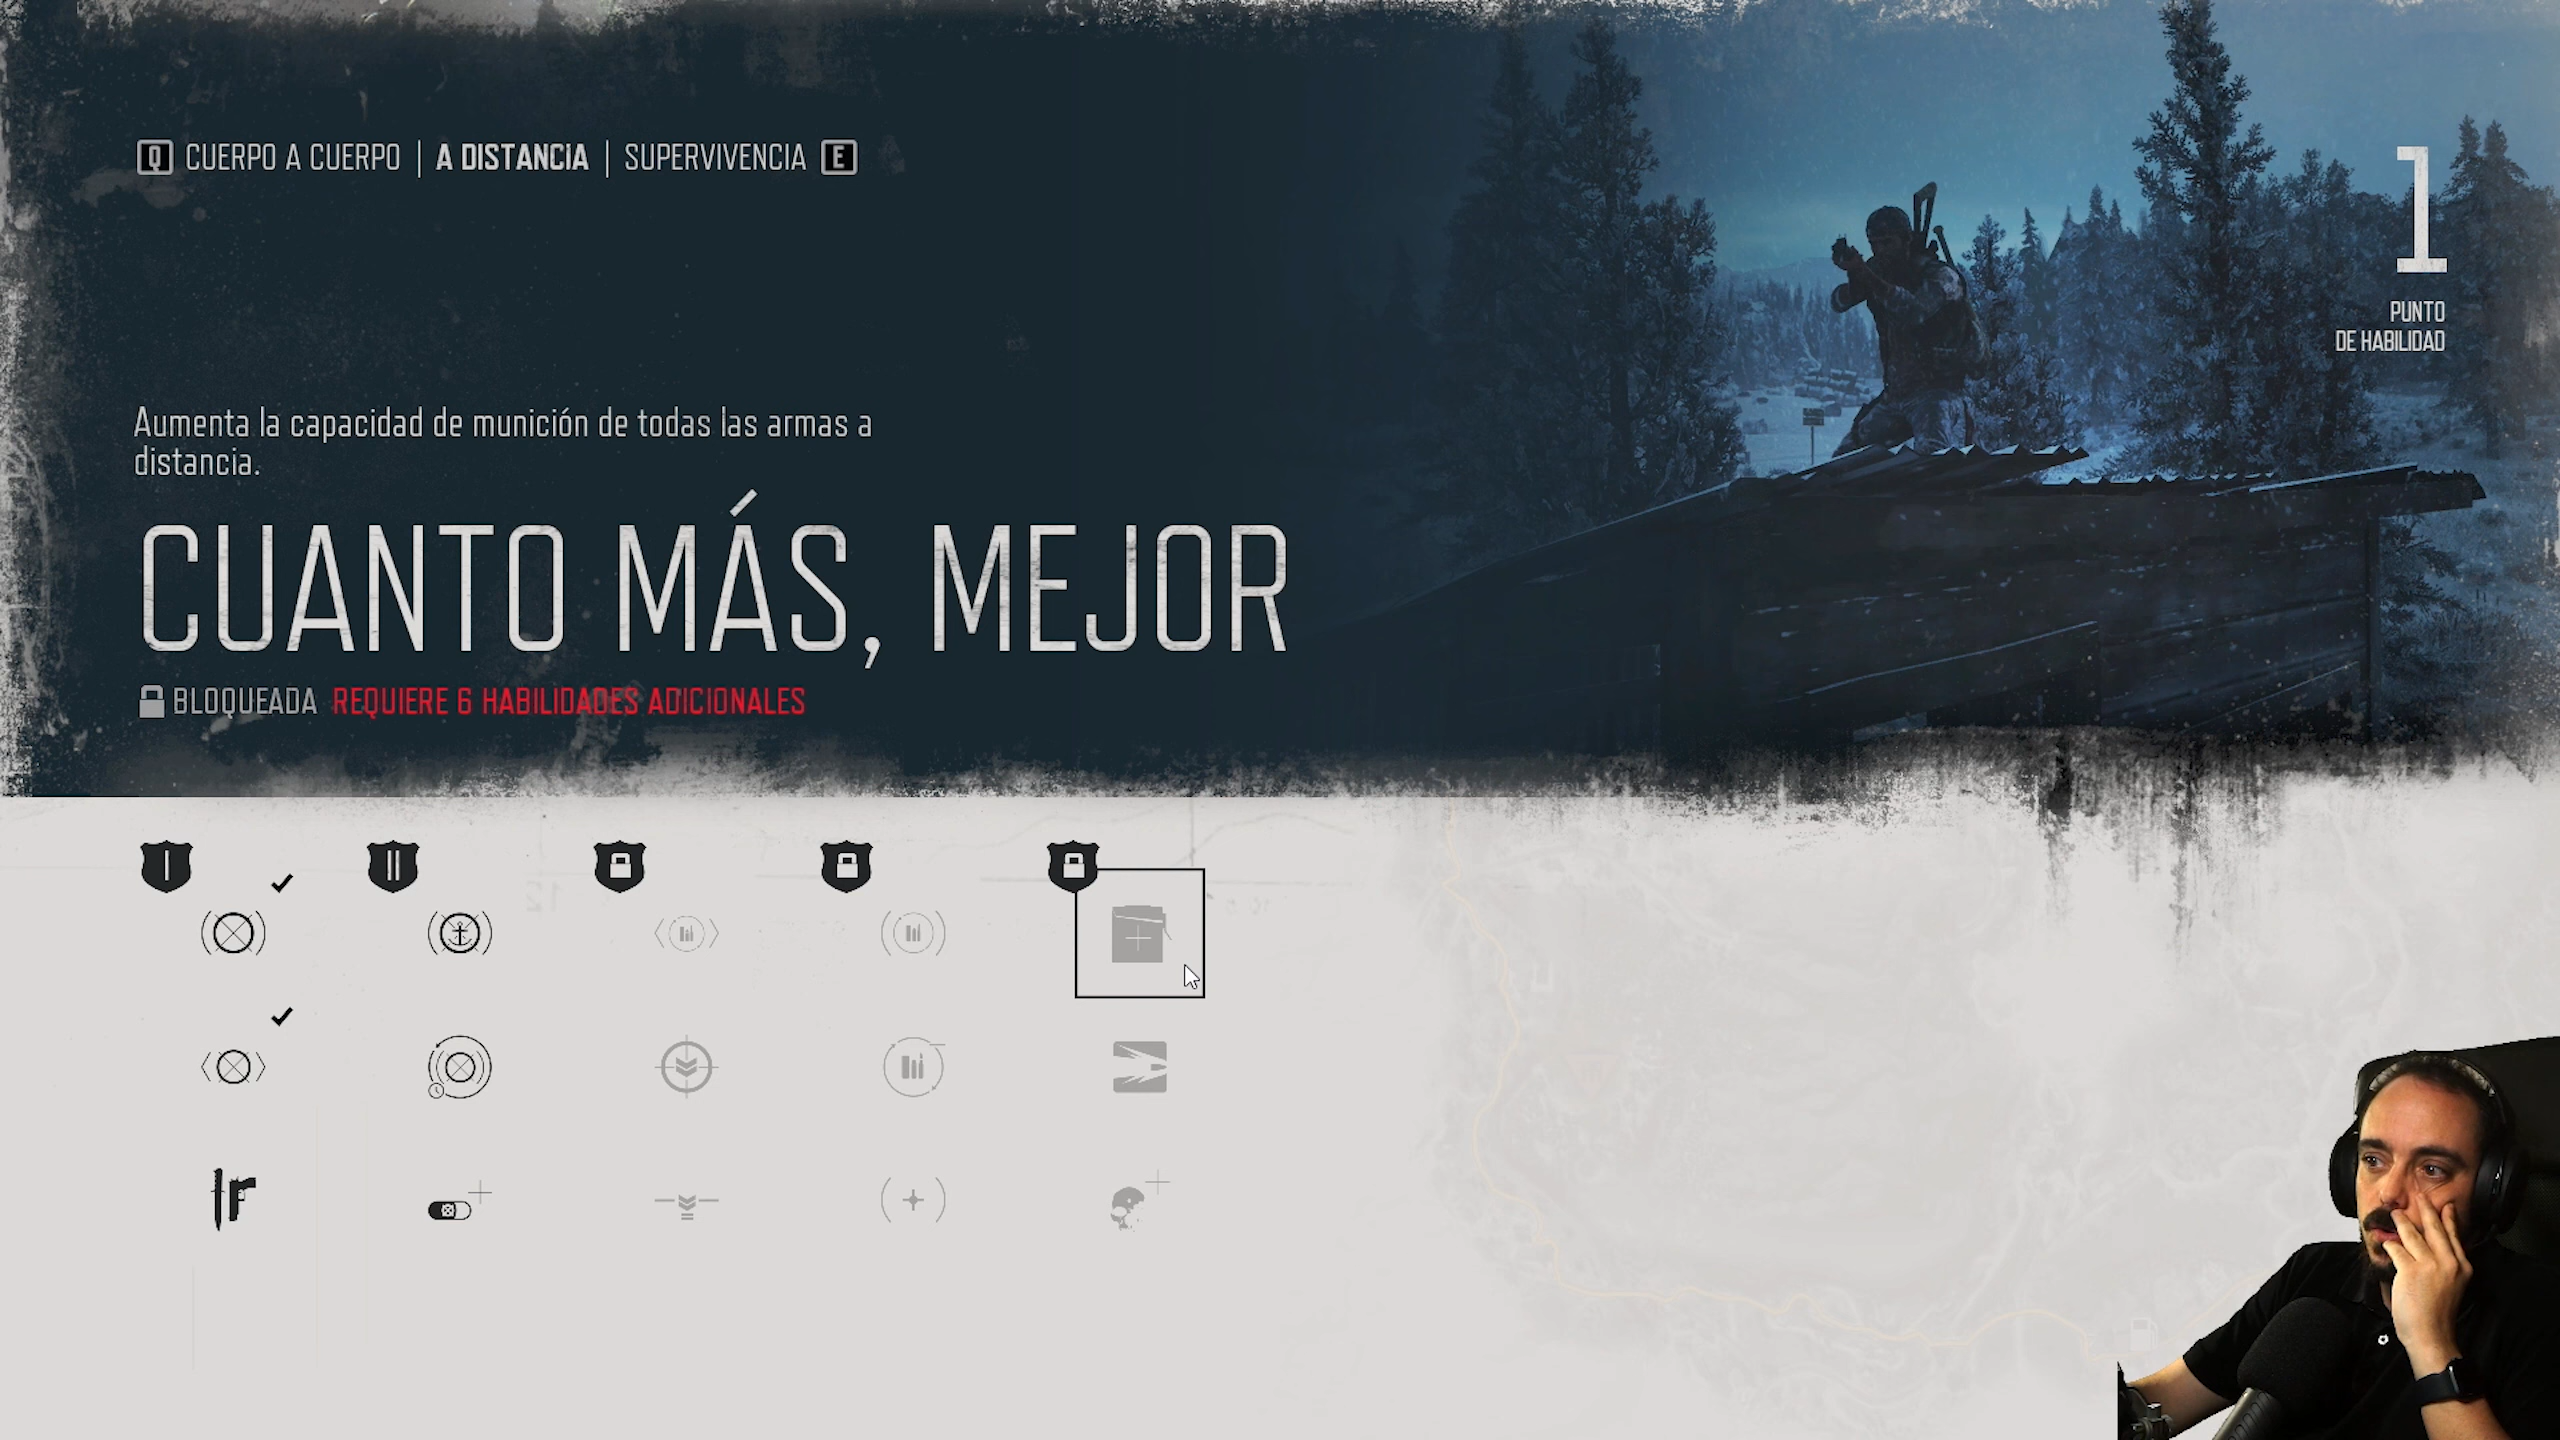 Q CUERPO A CUERPO | A DISTANCIA | SUPERVIVENCIA E
1
PUNTO
DE HABILIDAD
Aumenta la capacidad de munición de todas las armas a
distancia.
CUANTO MÁS, MEJOR
BLOQUEADA REQUIERE 6 HABILIDADES ADICIONALES
I II